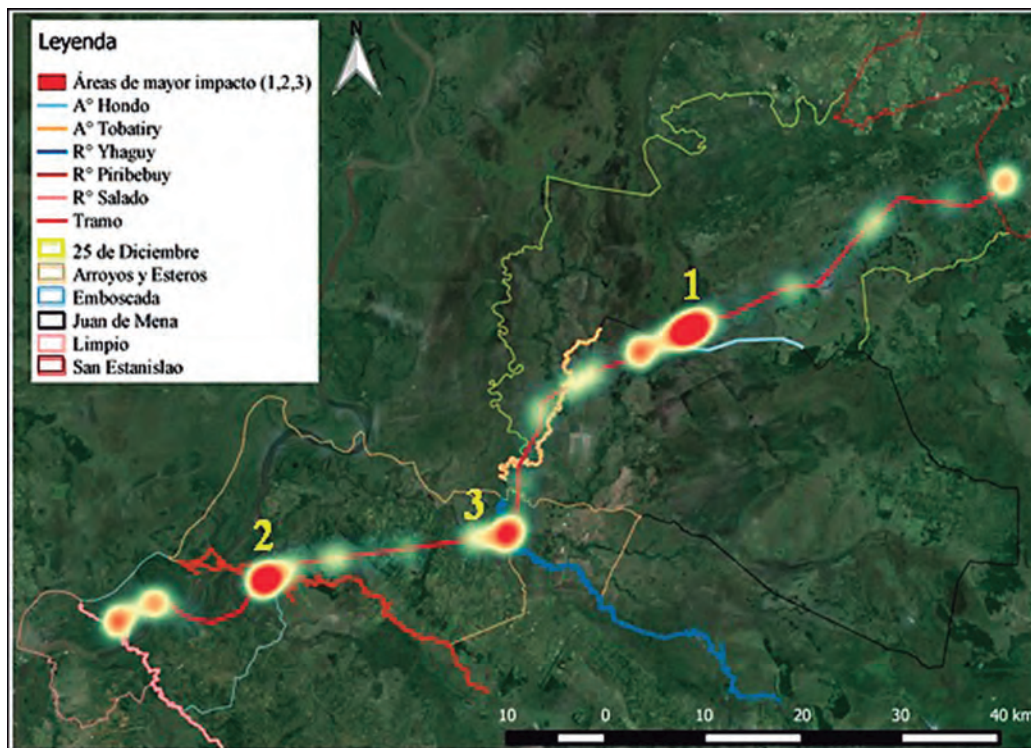 Leyenda
N
Áreas de mayor impacto (1,2,3)
A° Hondo
A° Tobatiry
R° Yhaguy
R° Piribebuy
R° Salado
Tramo
25 de Diciembre
Arroyos y Esteros
Emboscada
Juan de Mena
Limpio
San Estanislao
1
3
2
10 0 10 20 30 40 km